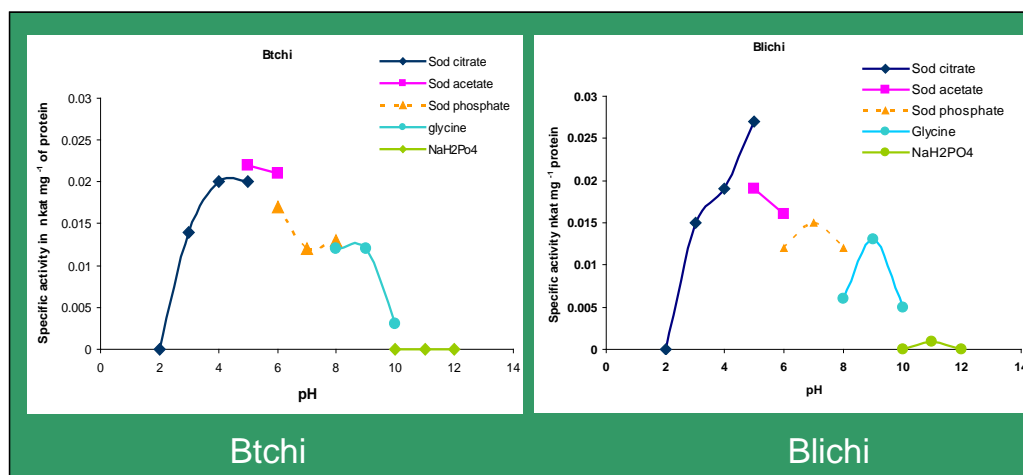 Btchi
Sod citrate
Sod acetate
Sod phosphate
glycine
NaH2Po4
Specific activity in nkat mg -1 of protein
0.03
0.025
0.02
0.015
0.01
0.005
0
0 2 4 6 8 10 12 14
pH
Btchi
Blichi
Sod citrate
Sod acetate
Sod phosphate
Glycine
NaH2PO4
Specific activity nkat mg -1 protein
0.03
0.025
0.02
0.015
0.01
0.005
0
0 2 4 6 8 10 12 14
pH
Blichi